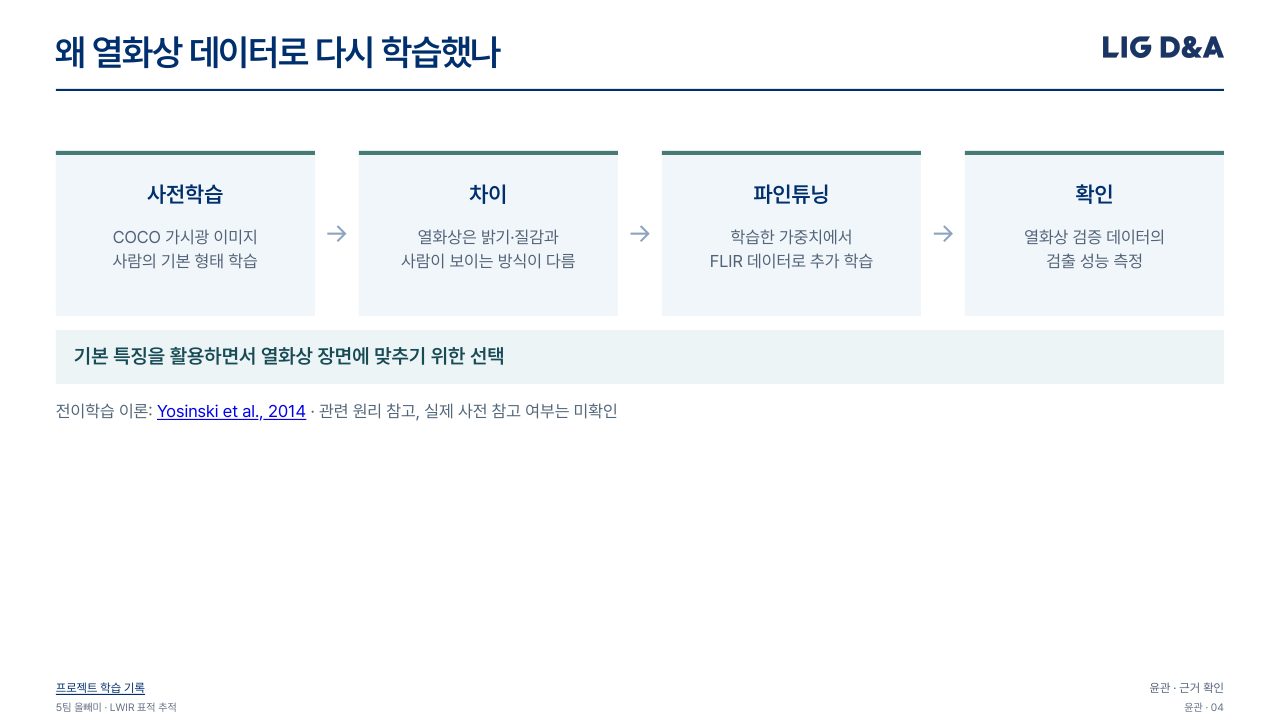 왜 열화상 데이터로 다시 학습했나
LIG D&A
사전학습
COCO 가시광 이미지
사람의 기본 형태 학습
→
차이
열화상은 밝기·질감과
사람이 보이는 방식이 다름
→
파인튜닝
학습한 가중치에서
FLIR 데이터로 추가 학습
→
확인
열화상 검증 데이터의
검출 성능 측정
기본 특징을 활용하면서 열화상 장면에 맞추기 위한 선택
전이학습 이론: Yosinski et al., 2014 · 관련 원리 참고, 실제 사전 참고 여부는 미확인
프로젝트 학습 기록
5팀 올빼미 · LWIR 표적 추적
윤관 · 근거 확인
윤관 · 04